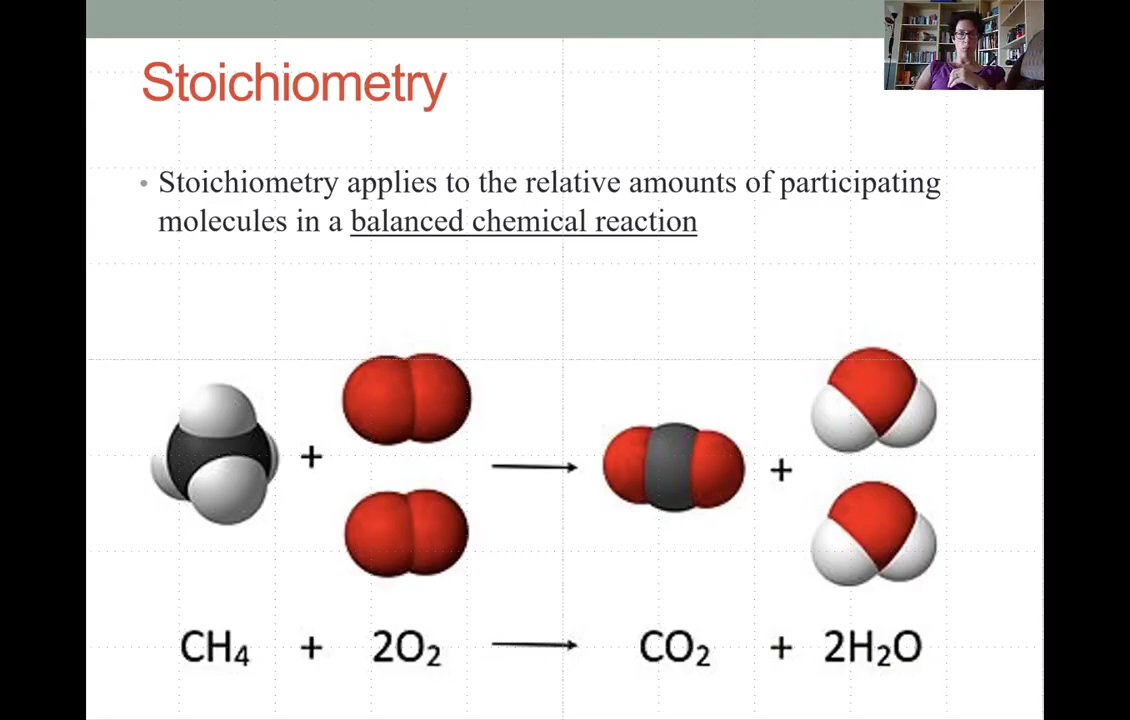 Stoichiometry
• Stoichiometry applies to the relative amounts of participating
molecules in a balanced chemical reaction
+ → +
CH₄ + 2O₂ → CO₂ + 2H₂O